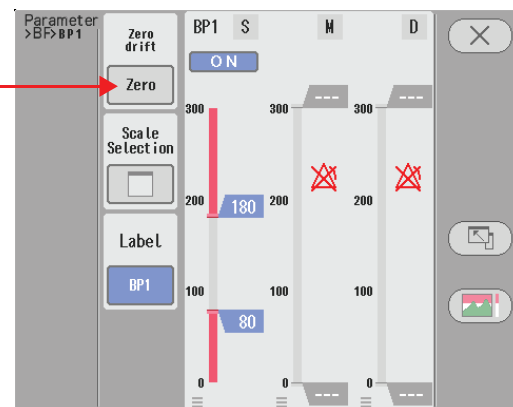 Parameter
>BF>BP1
Zero
drift
Zero
Scale
Selection
Label
BP1
BP1 S M D
ON
300 300 300
--- ---
200 200 200
180
100 100 100
80
0 0 0
--- ---